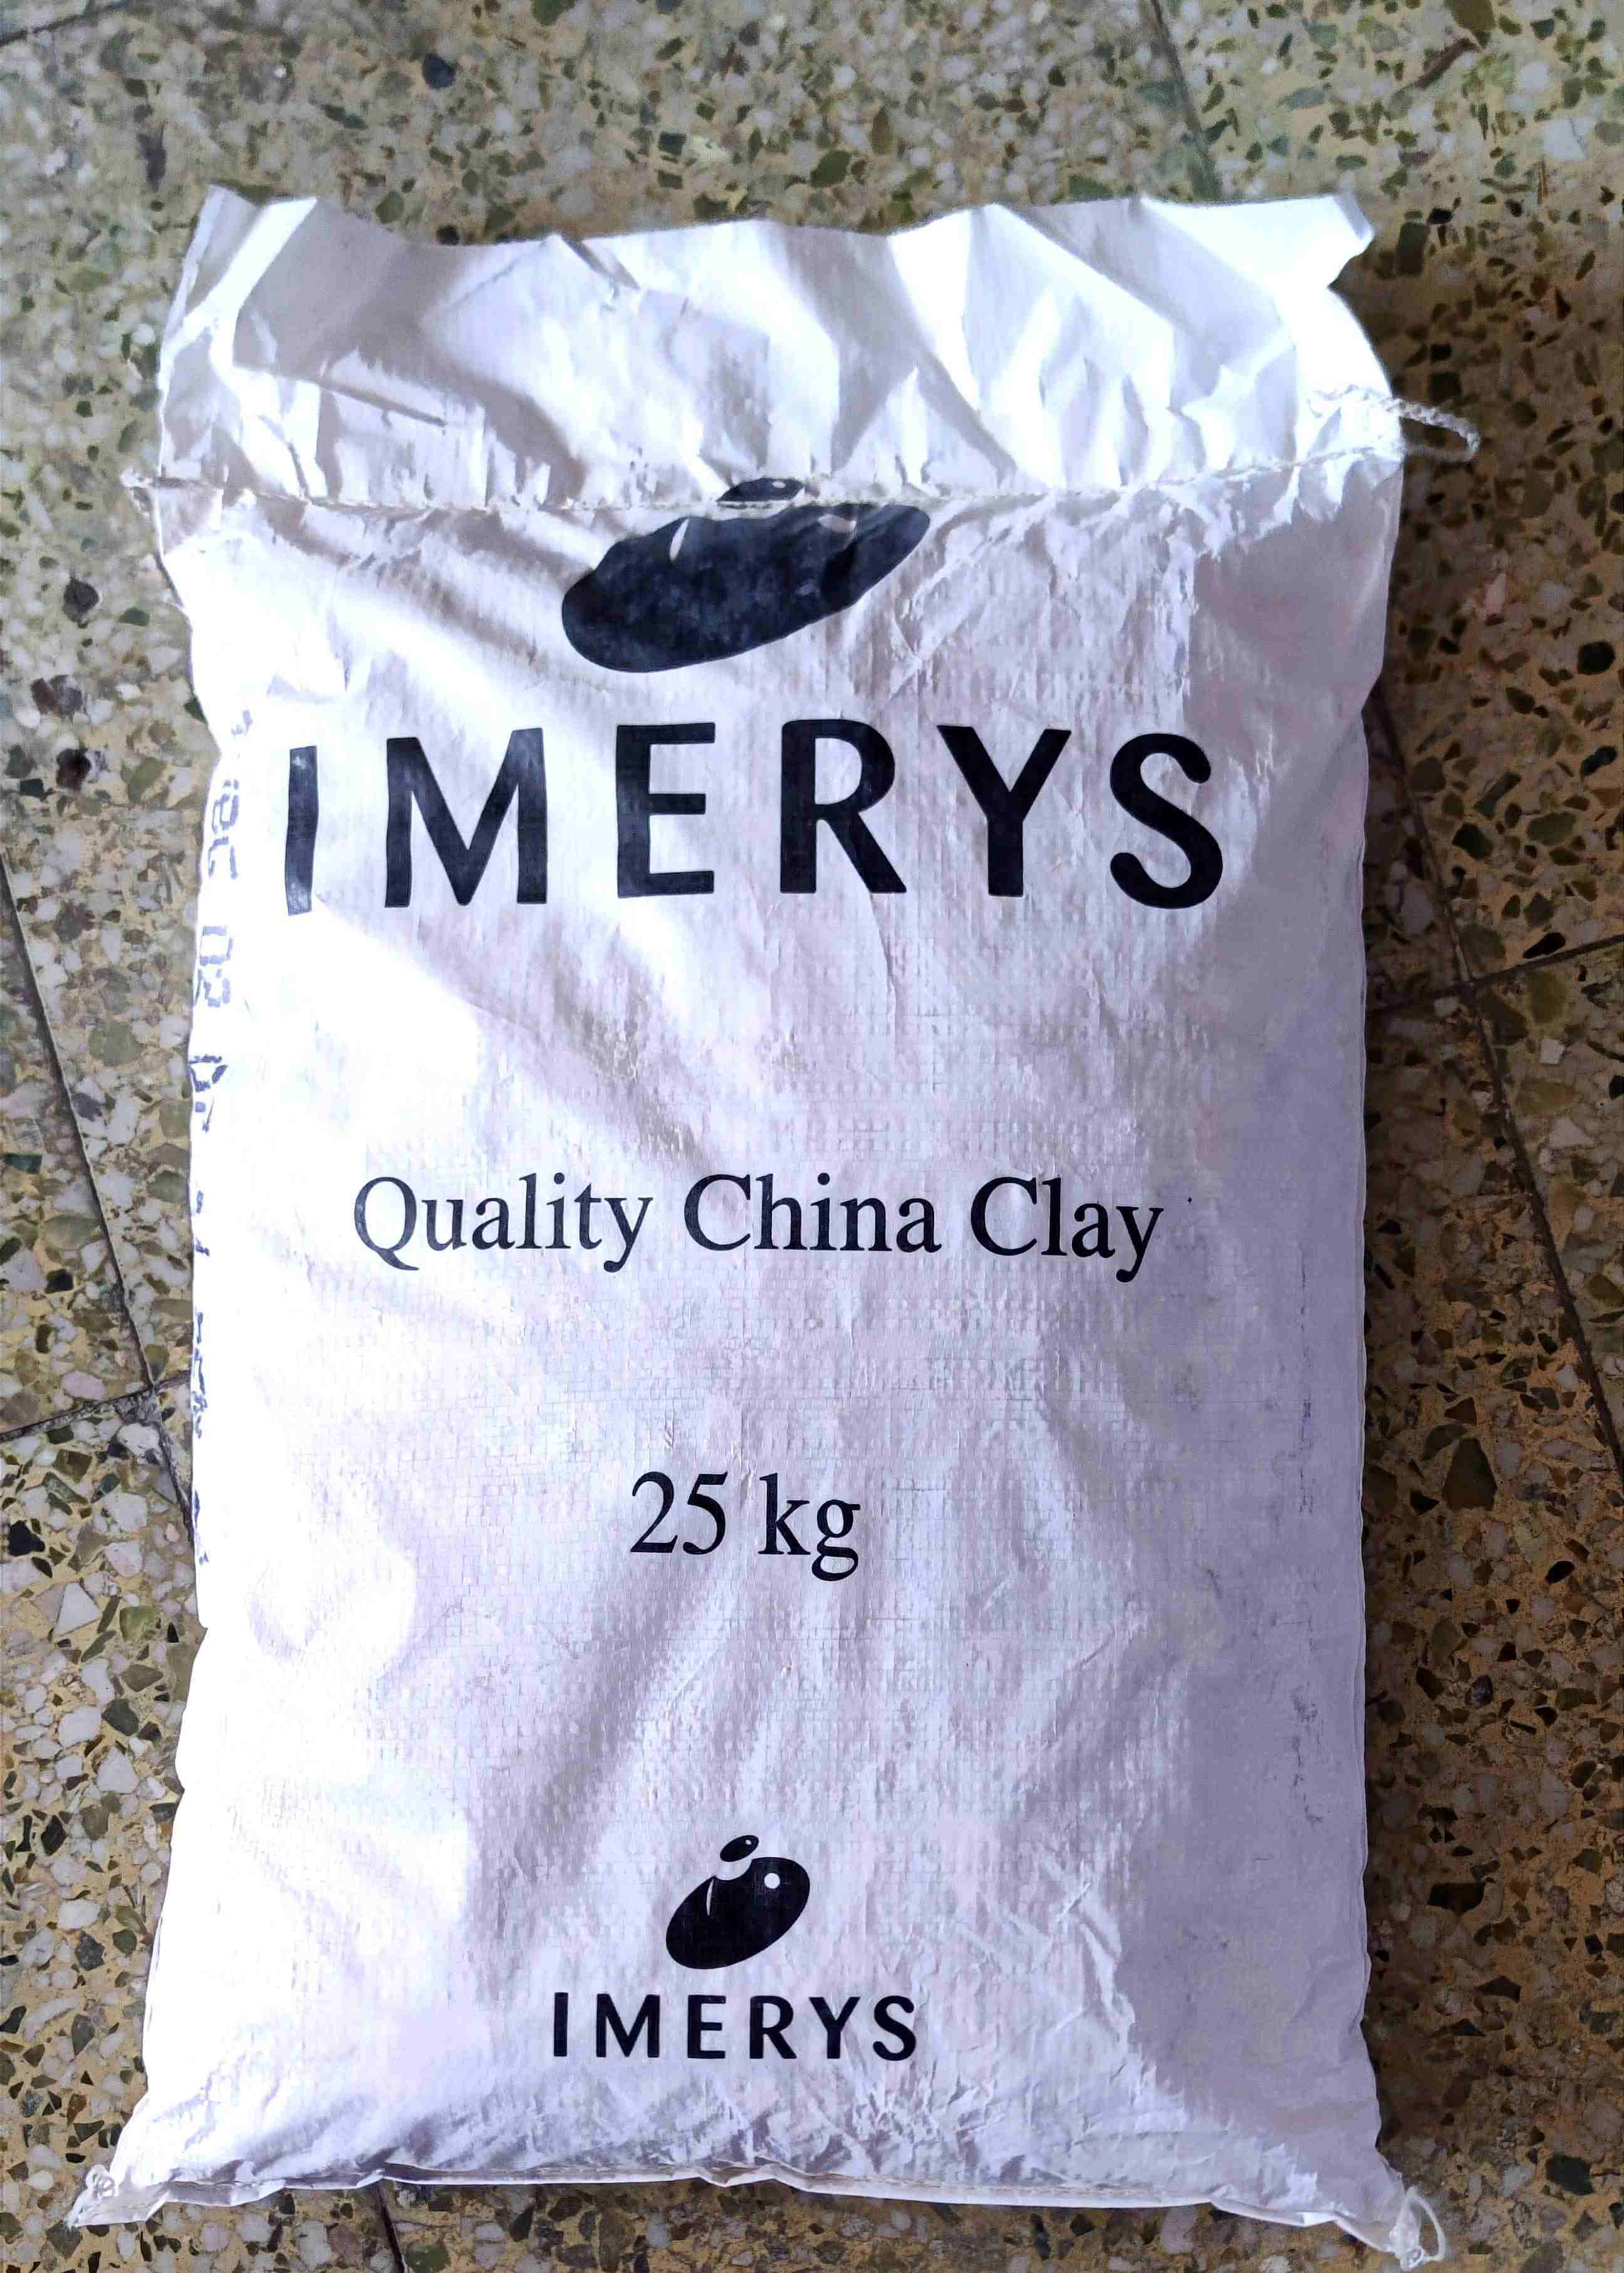 IMERYS
Quality China Clay
25 kg
IMERYS